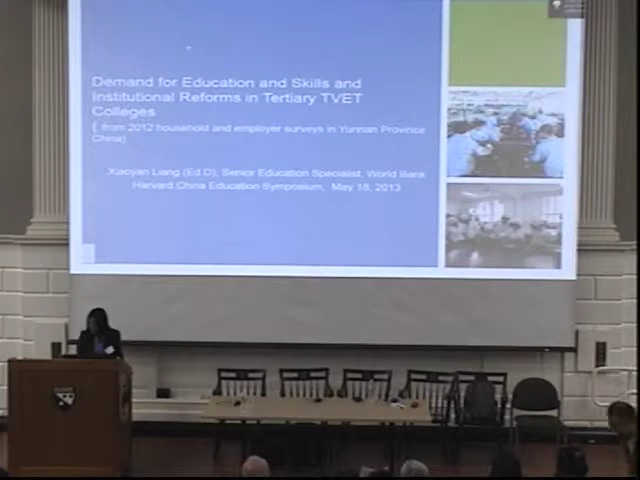 Demand for Education and Skills and
Institutional Reforms in Tertiary TVET
Colleges
( from 2012 household and employer surveys in Yunnan Province
China)
Xiaoyan Liang (Ed D), Senior Education Specialist, World Bank
Harvard China Education Symposium, May 18, 2013